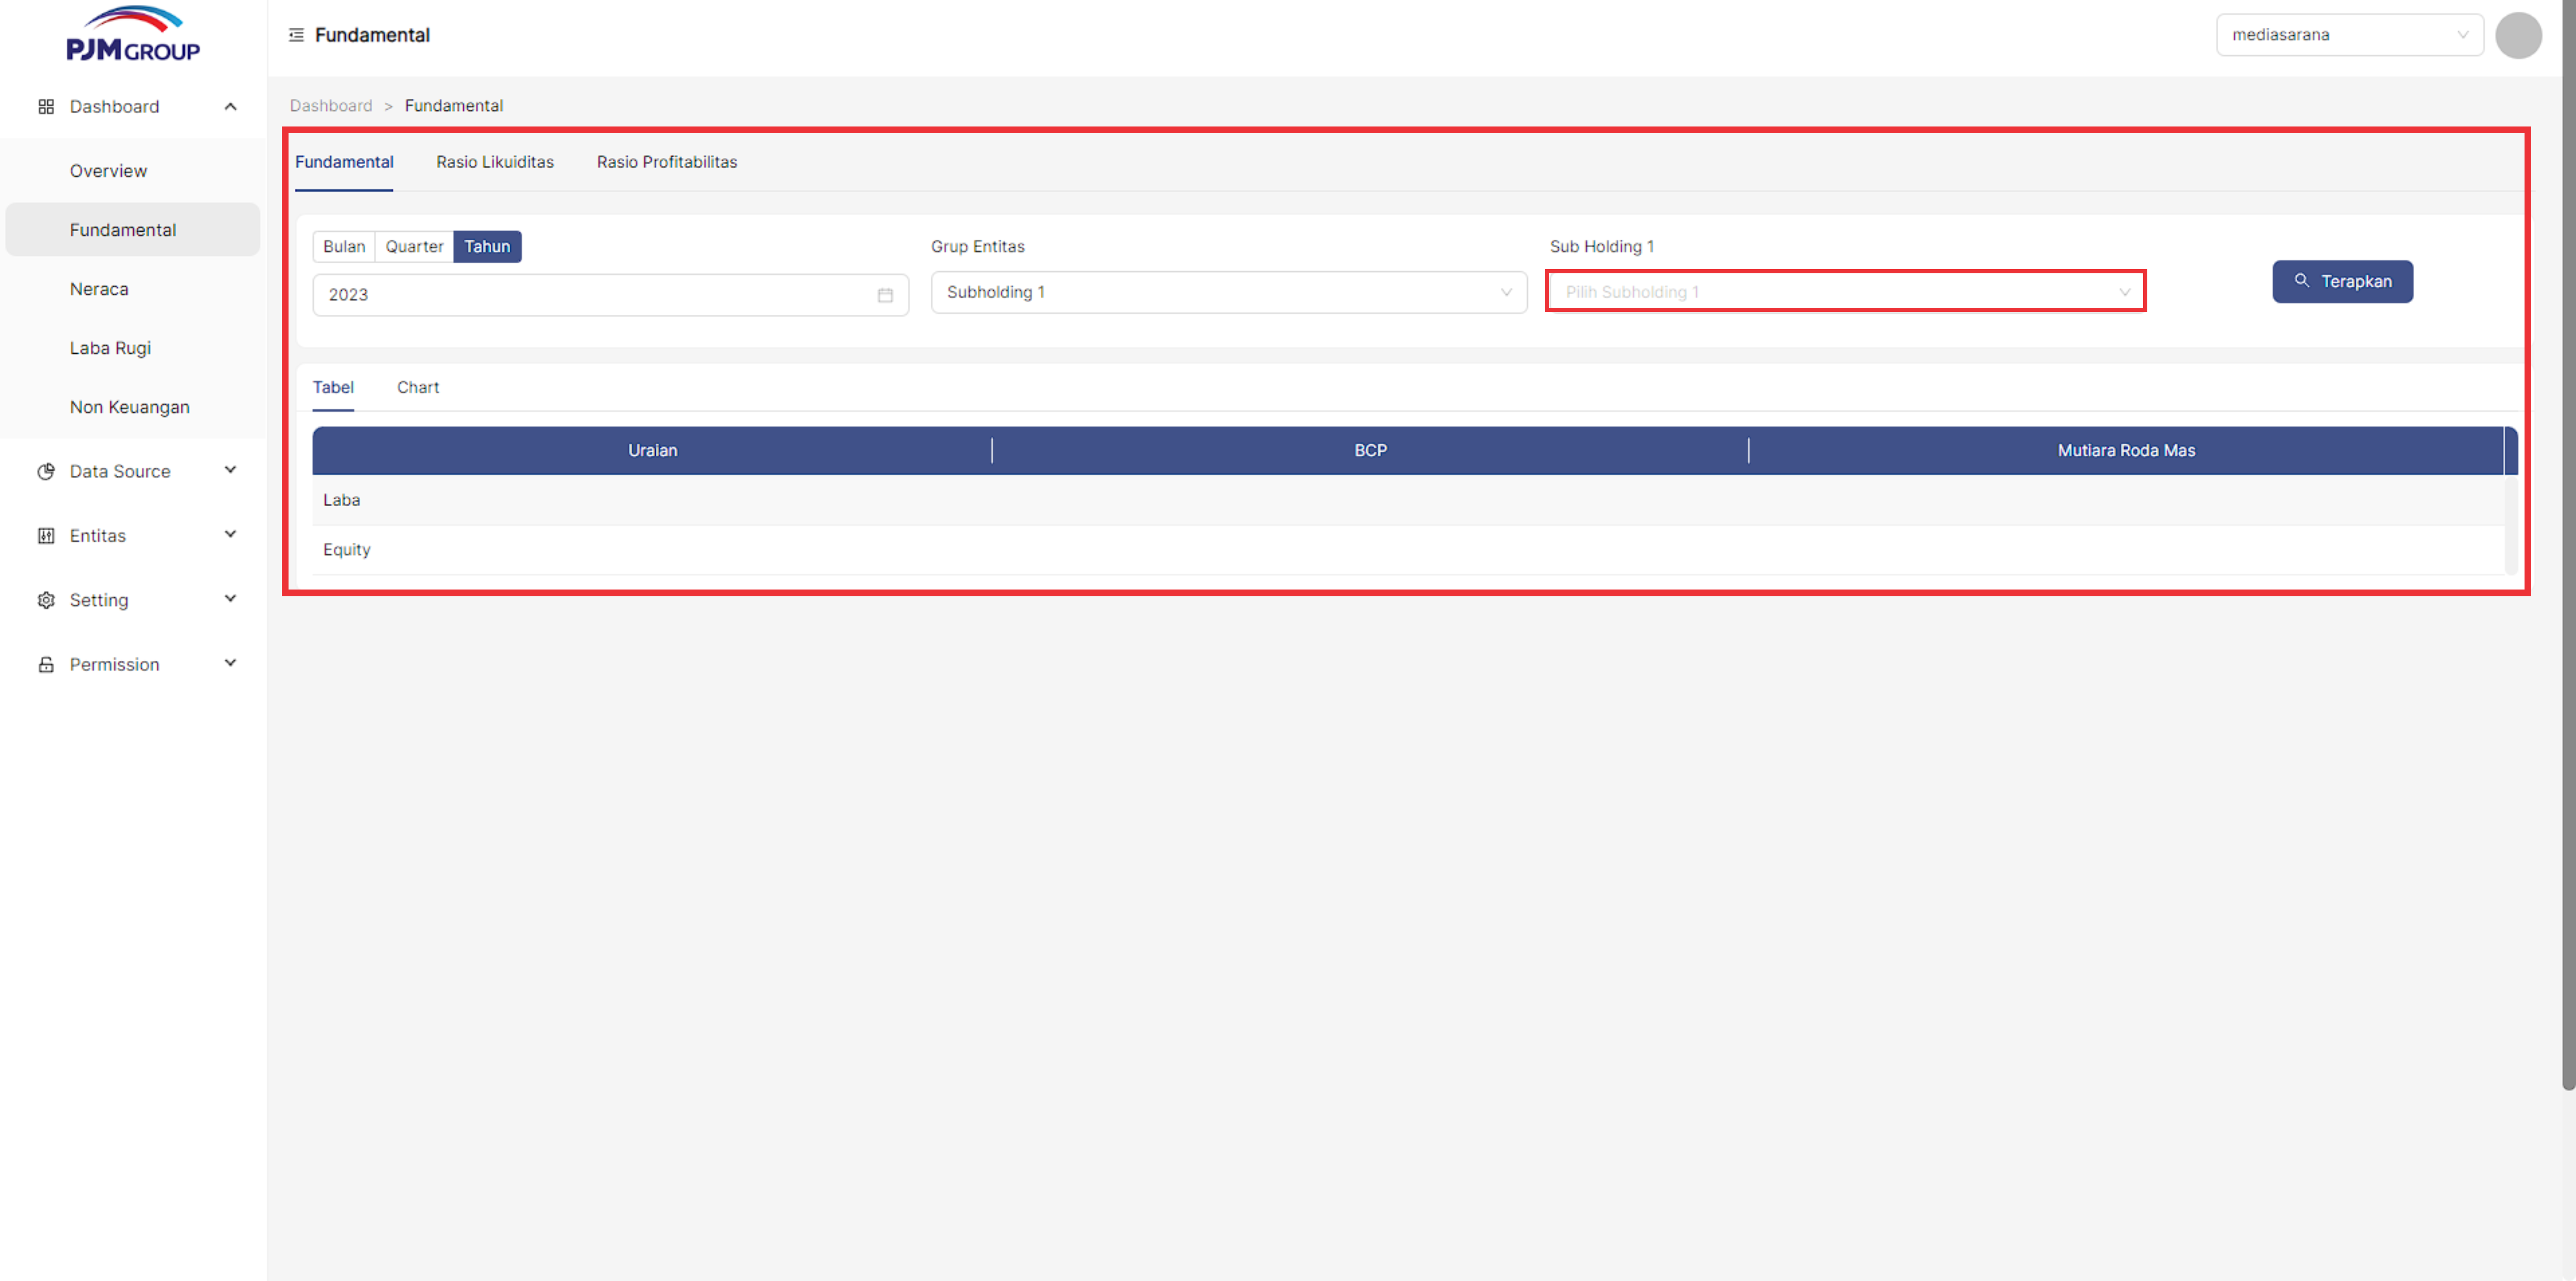 PJM GROUP
Fundamental
mediasarana
Dashboard
Overview
Fundamental
Neraca
Laba Rugi
Non Keuangan
Data Source
Entitas
Setting
Permission
Dashboard > Fundamental
Fundamental Rasio Likuiditas Rasio Profitabilitas
Bulan Quarter Tahun
2023
Grup Entitas
Subholding 1
Sub Holding 1
Pilih Subholding 1
Terapkan
Tabel Chart
Uraian BCP Mutiara Roda Mas
Laba
Equity